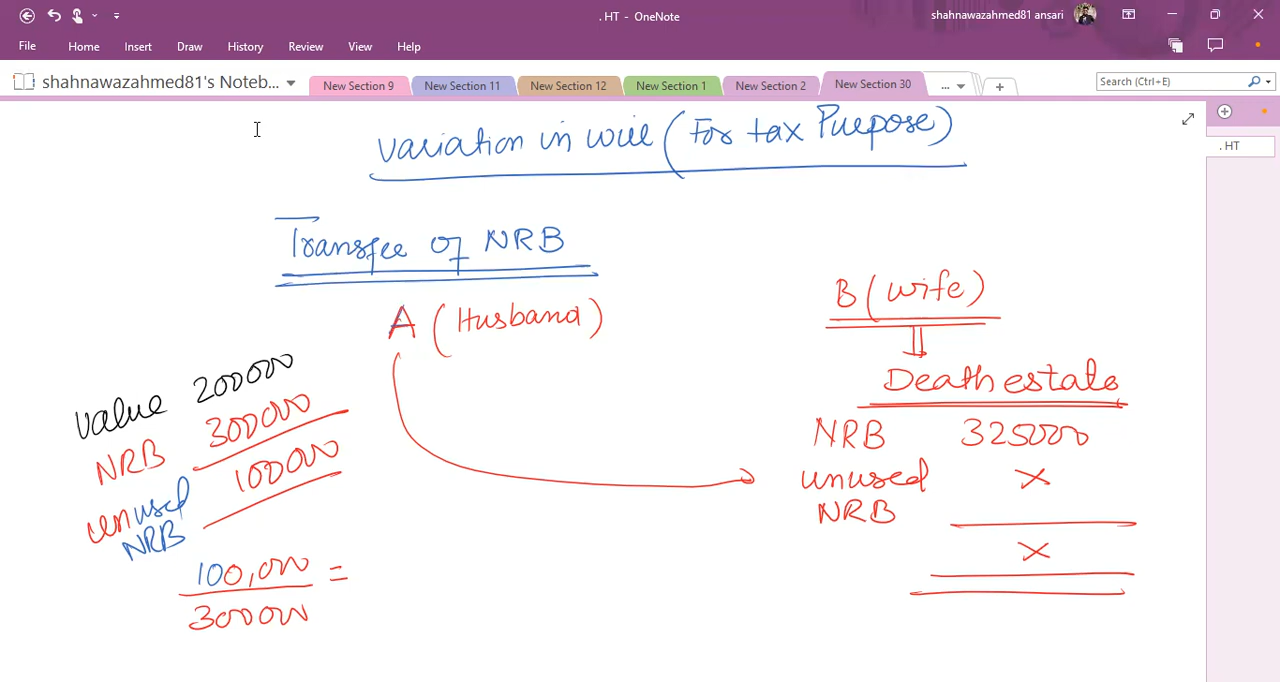 . HT - OneNote
shahnawazahmed81 ansari
File Home Insert Draw History Review View Help
shahnawazahmed81's Noteb... New Section 9 New Section 11 New Section 12 New Section 1 New Section 2 New Section 30 ... + Search (Ctrl+E)
. HT
variation in will (For tax Purpose)
Transfer of NRB
A (Husband)
B (wife)
Death estate
NRB 325000
unused NRB X
X
value 200000
NRB 300000
unused NRB 100000
100,000 =
300000